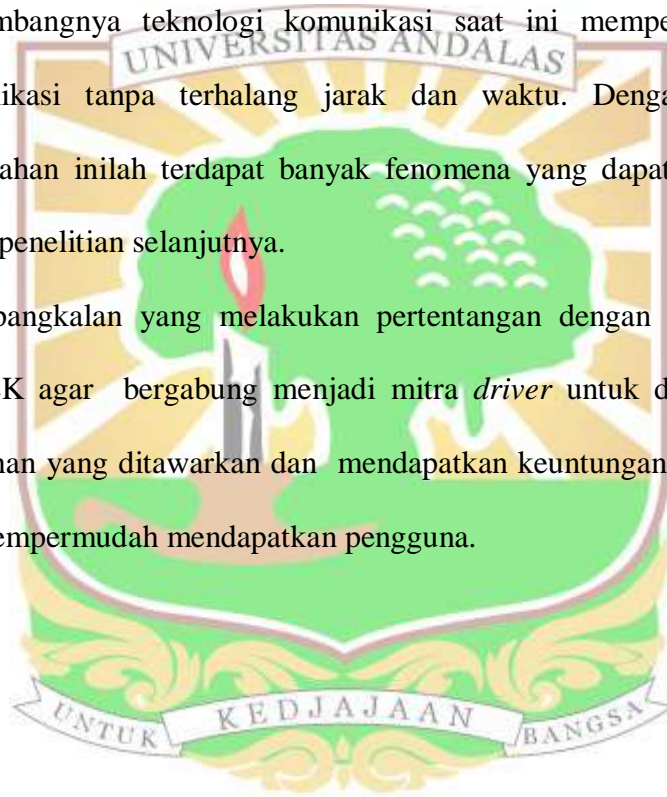 mbangnya teknologi komunikasi saat ini mempe
UNIVERSITAS ANDALAS
nikasi tanpa terhalang jarak dan waktu. Denga
ahan inilah terdapat banyak fenomena yang dapat
penelitian selanjutnya.
pangkalan yang melakukan pertentangan dengan
K agar bergabung menjadi mitra driver untuk d
nan yang ditawarkan dan mendapatkan keuntungan
empermudah mendapatkan pengguna.
UNTUK KEDJAJAAN BANGSA